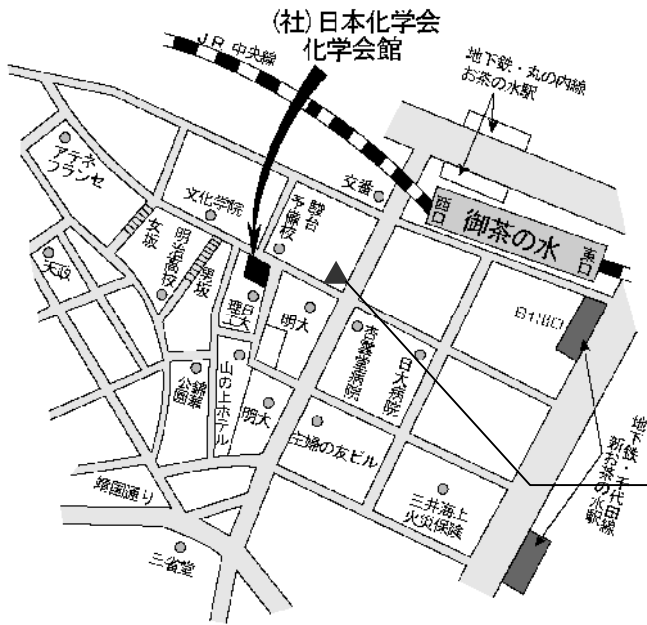 (社)日本化学会
化学会館
J.R.中央線
地下鉄・丸の内線
お茶の水駅
アテネ
フランセ
文化学院
交番
駿台
予備校
西口
御茶の水
東口
女坂
明治高校
男坂
天政
日大
理工
明大
杏雲堂病院
日大病院
錦華
公園
山の上ホテル
明大
主婦の友ビル
三井海上
火災保険
地下鉄・千代田線
新お茶の水駅
靖国通り
三省堂